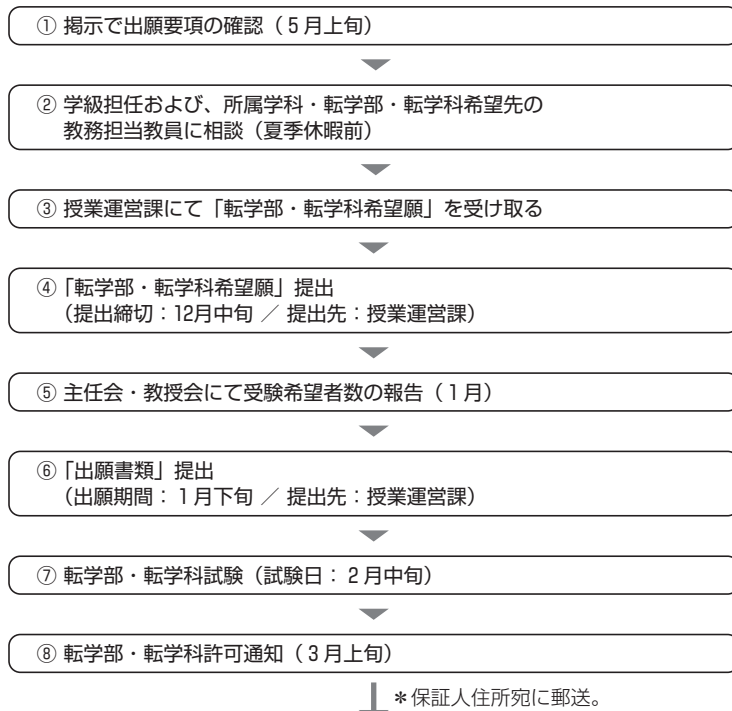 ① 掲示で出願要項の確認（5月上旬）
② 学級担任および、所属学科・転学部・転学科希望先の
教務担当教員に相談（夏季休暇前）
③ 授業運営課にて「転学部・転学科希望願」を受け取る
④「転学部・転学科希望願」提出
（提出締切：12月中旬 ／ 提出先：授業運営課）
⑤ 主任会・教授会にて受験希望者数の報告（1月）
⑥「出願書類」提出
（出願期間：1月下旬 ／ 提出先：授業運営課）
⑦ 転学部・転学科試験（試験日：2月中旬）
⑧ 転学部・転学科許可通知（3月上旬）
＊保証人住所宛に郵送。